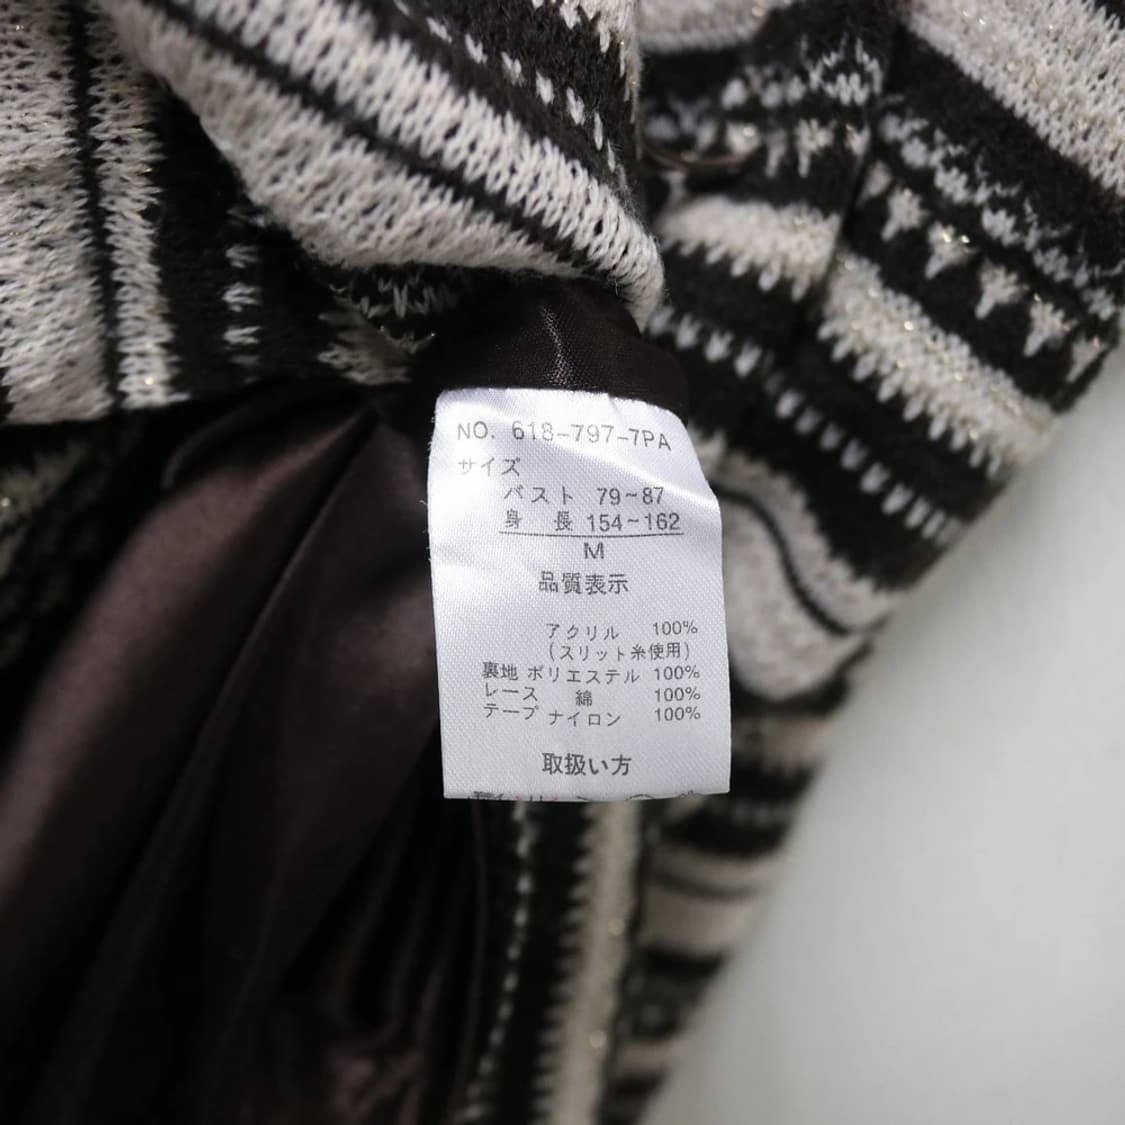 NO. 618-797-7PA
サイズ
バスト 79~87
身 長 154~162
M
品質表示
アクリル 100%
(スリット糸使用)
裏地 ポリエステル 100%
レース 綿 100%
テープ ナイロン 100%
取扱い方